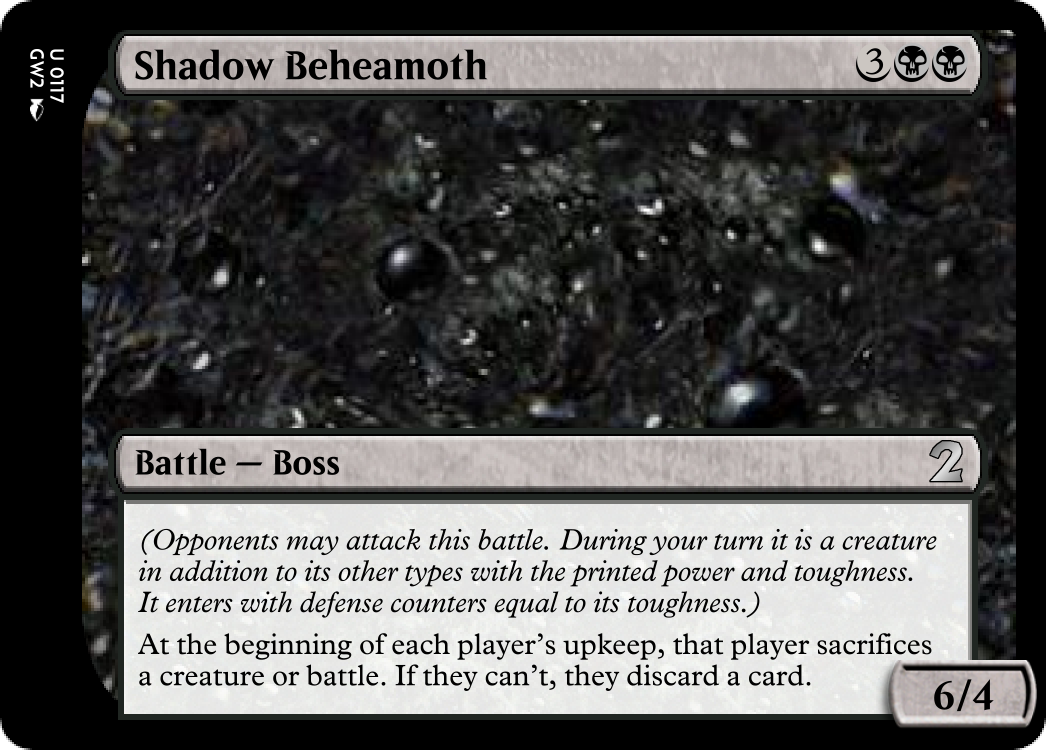 Shadow Beheamoth
3
U 0117
GW2
Battle — Boss
2
(Opponents may attack this battle. During your turn it is a creature
in addition to its other types with the printed power and toughness.
It enters with defense counters equal to its toughness.)
At the beginning of each player's upkeep, that player sacrifices
a creature or battle. If they can't, they discard a card.
6/4